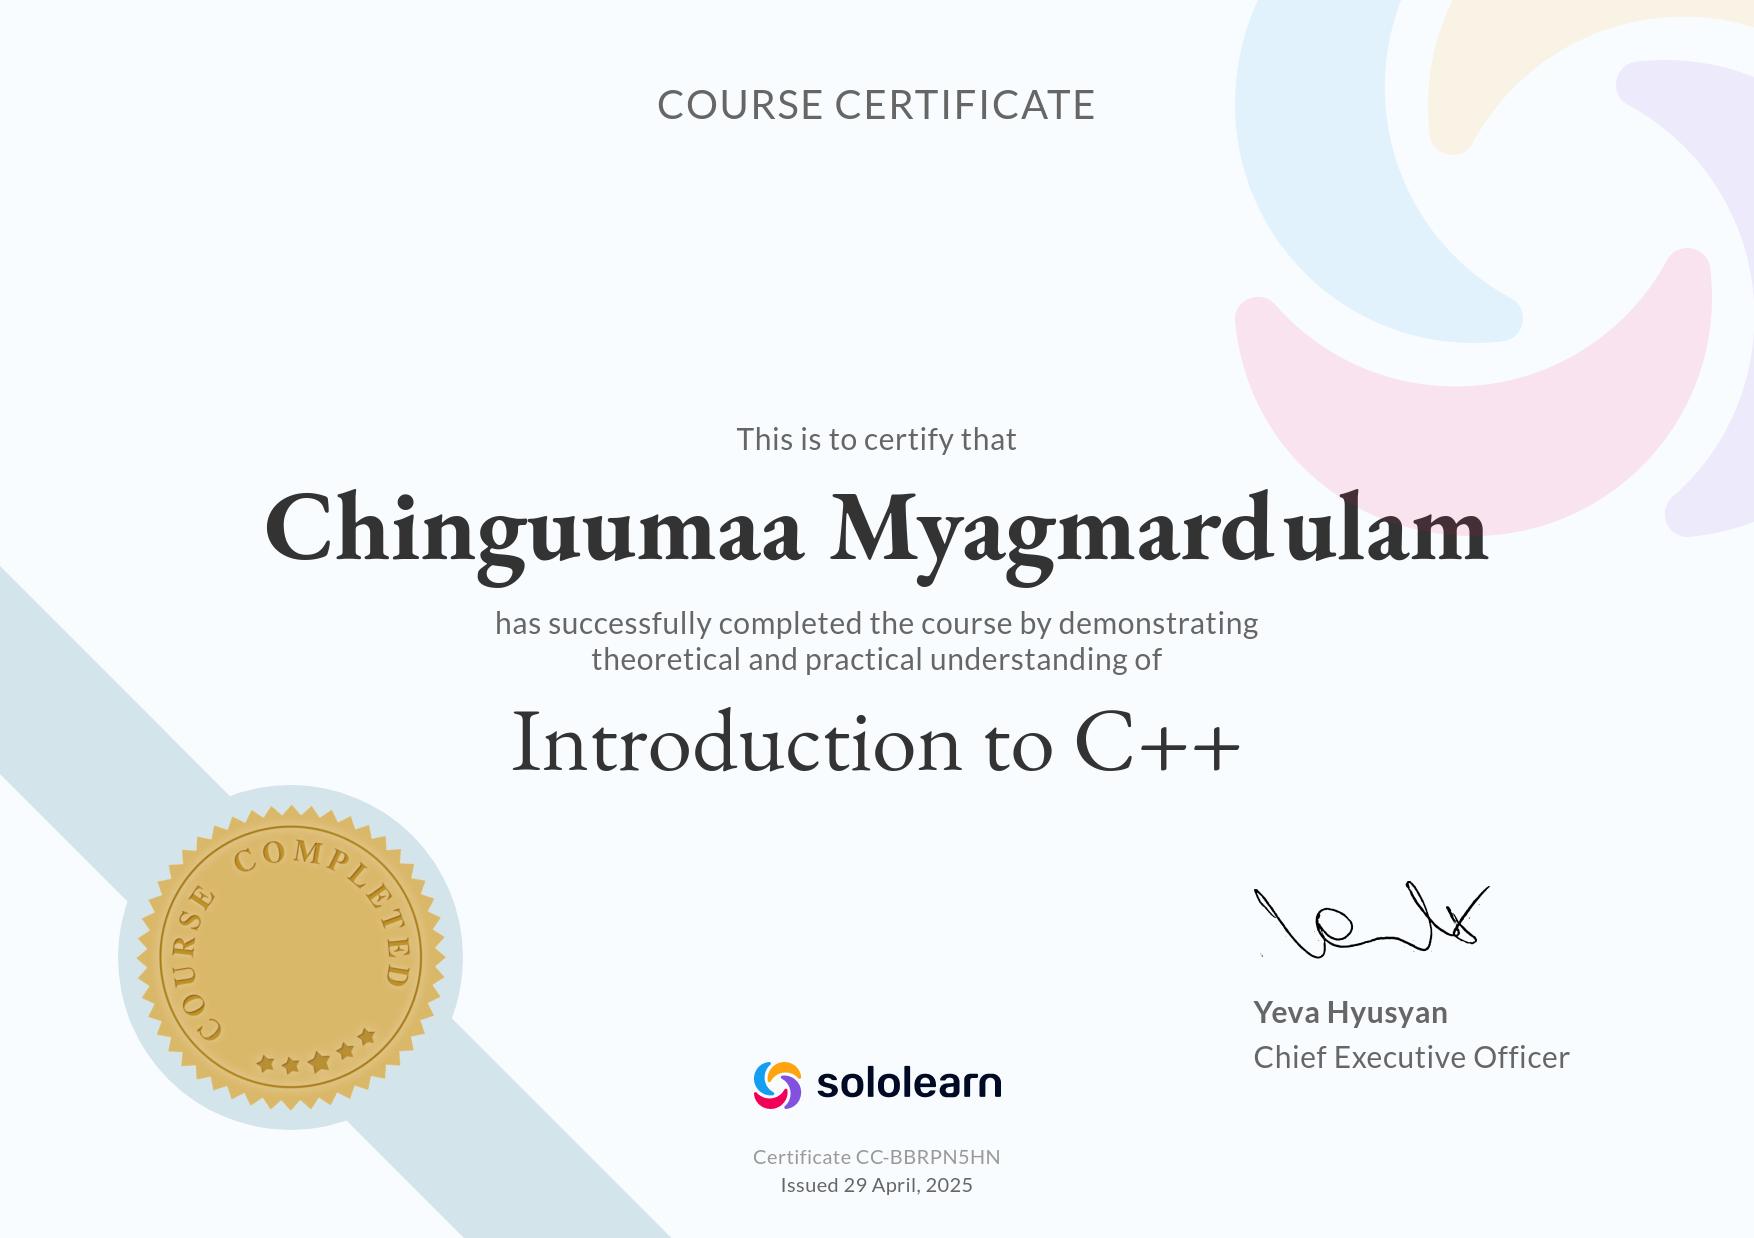 COURSE CERTIFICATE
This is to certify that
Chinguumaa Myagmardulam
has successfully completed the course by demonstrating
theoretical and practical understanding of
Introduction to C++
COURSE COMPLETED
Yeva Hyusyan
Chief Executive Officer
sololearn
Certificate CC-BBRPN5HN
Issued 29 April, 2025